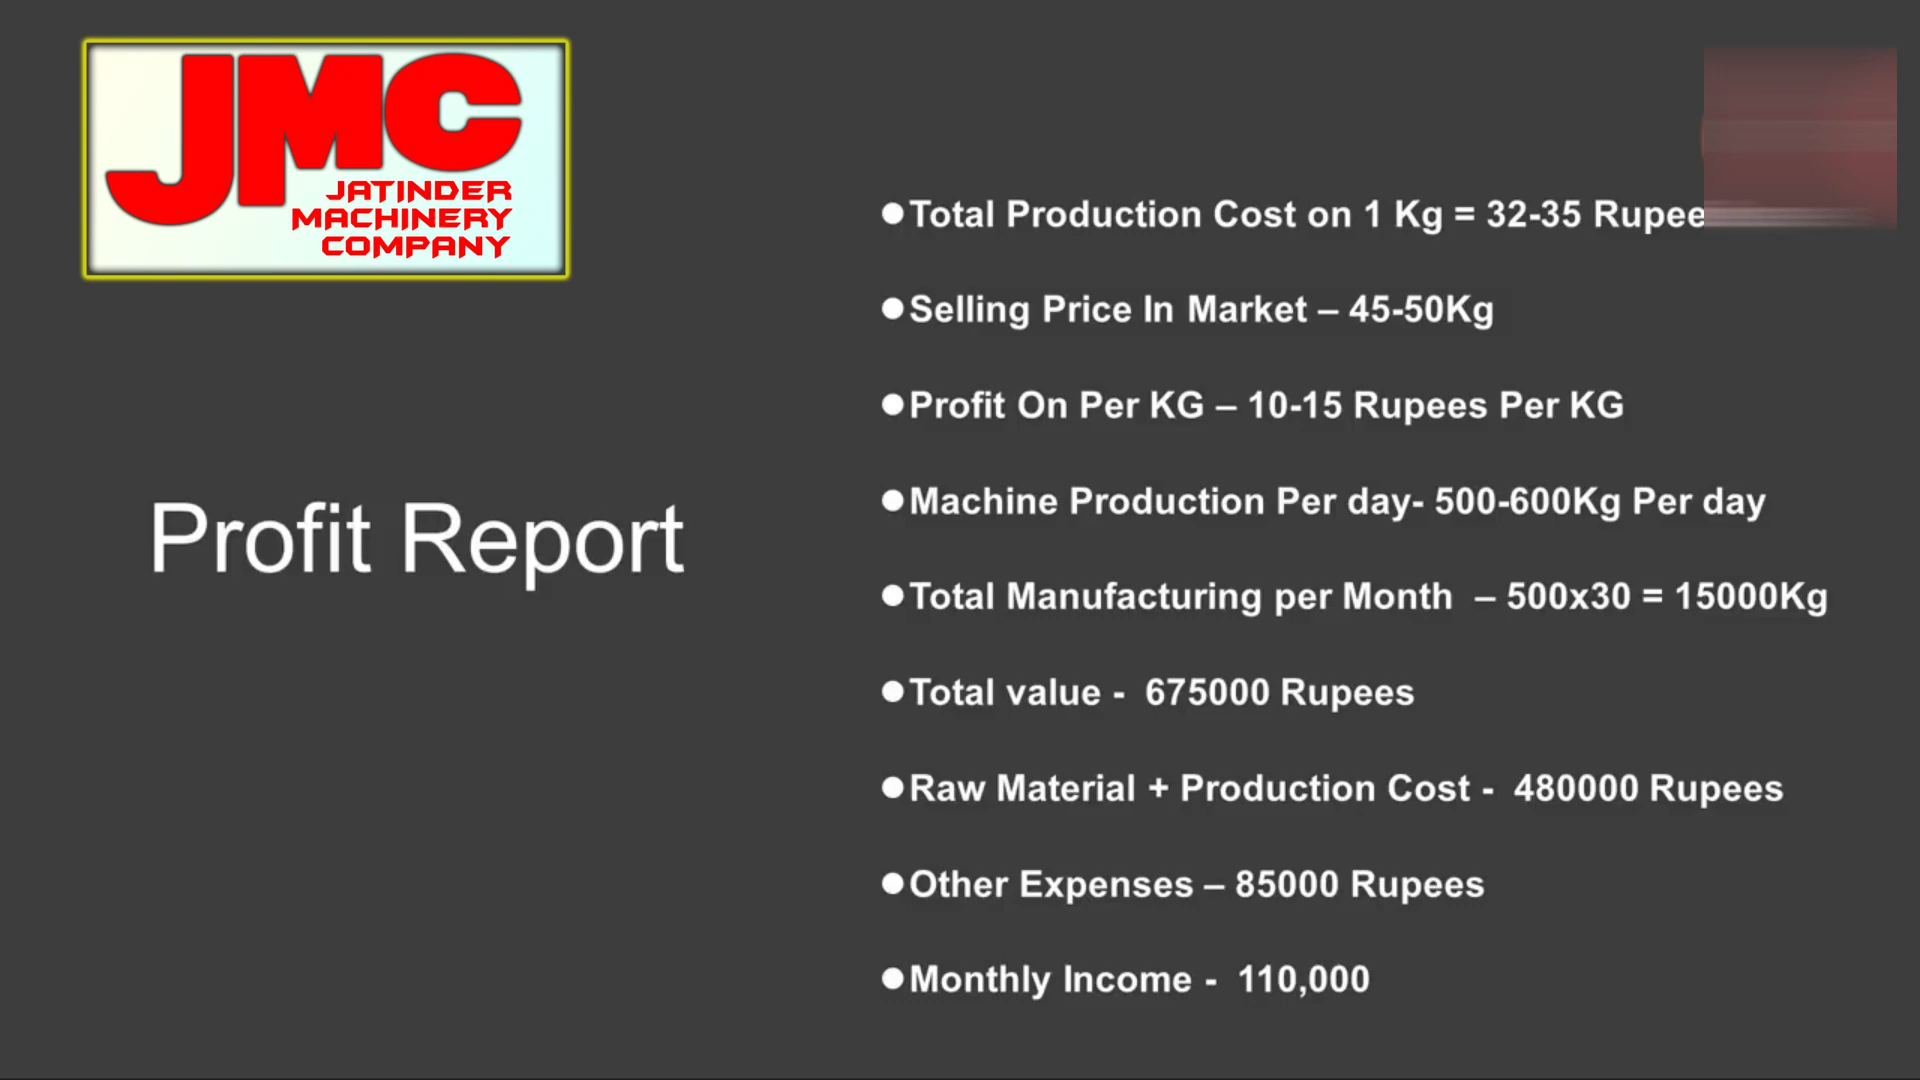 JMC
JATINDER
MACHINERY
COMPANY
Profit Report
●Total Production Cost on 1 Kg = 32-35 Rupee
●Selling Price In Market – 45-50Kg
●Profit On Per KG – 10-15 Rupees Per KG
●Machine Production Per day- 500-600Kg Per day
●Total Manufacturing per Month – 500x30 = 15000Kg
●Total value - 675000 Rupees
●Raw Material + Production Cost - 480000 Rupees
●Other Expenses – 85000 Rupees
●Monthly Income - 110,000